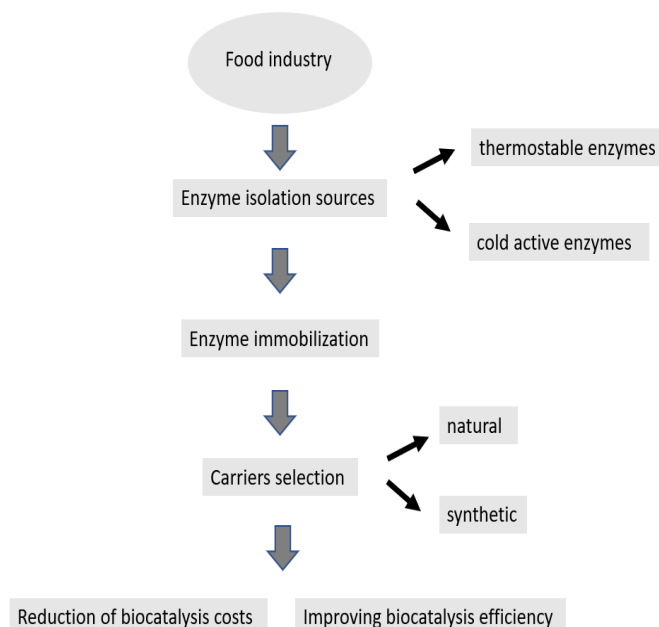 Food industry
thermostable enzymes
Enzyme isolation sources
cold active enzymes
Enzyme immobilization
natural
Carriers selection
synthetic
Reduction of biocatalysis costs
Improving biocatalysis efficiency